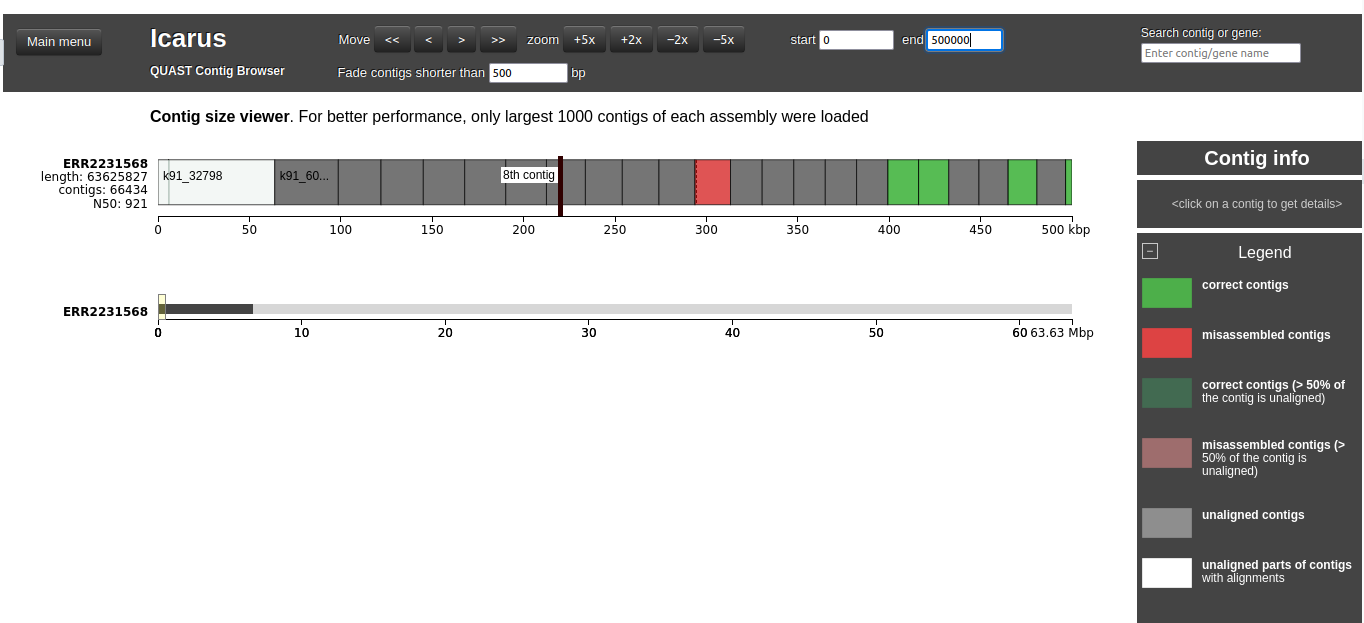 Main menu
Icarus
QUAST Contig Browser
Move << < > >> zoom +5x +2x −2x −5x
Fade contigs shorter than 500 bp
start 0 end 500000
Search contig or gene:
Enter contig/gene name
Contig size viewer. For better performance, only largest 1000 contigs of each assembly were loaded
ERR2231568
length: 63625827
contigs: 66434
N50: 921
k91_32798
k91_60...
8th contig
0 50 100 150 200 250 300 350 400 450 500 kbp
ERR2231568
0 10 20 30 40 50 60 63.63 Mbp
Contig info
<click on a contig to get details>
− Legend
correct contigs
misassembled contigs
correct contigs (> 50% of
the contig is unaligned)
misassembled contigs (>
50% of the contig is
unaligned)
unaligned contigs
unaligned parts of contigs
with alignments